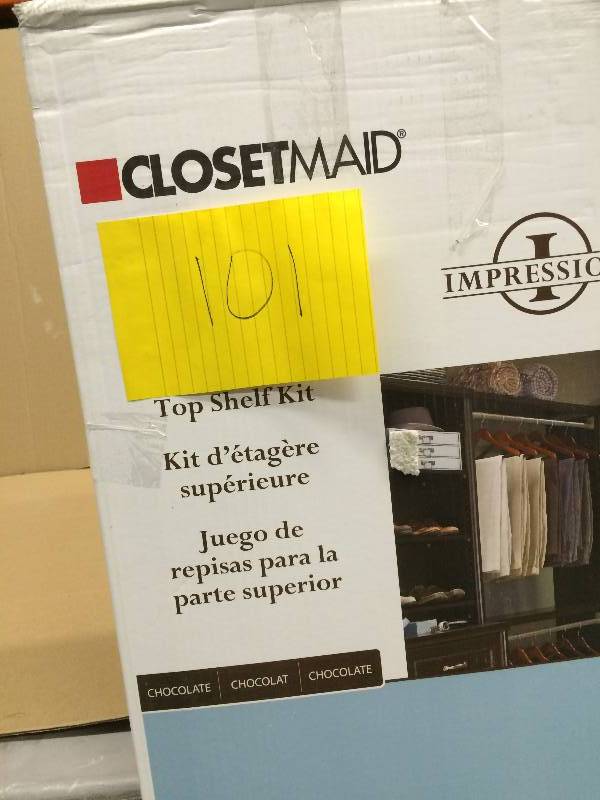 CLOSETMAID®
101
I
IMPRESSIO
Top Shelf Kit
Kit d'étagère
supérieure
Juego de
repisas para la
parte superior
CHOCOLATE CHOCOLAT CHOCOLATE